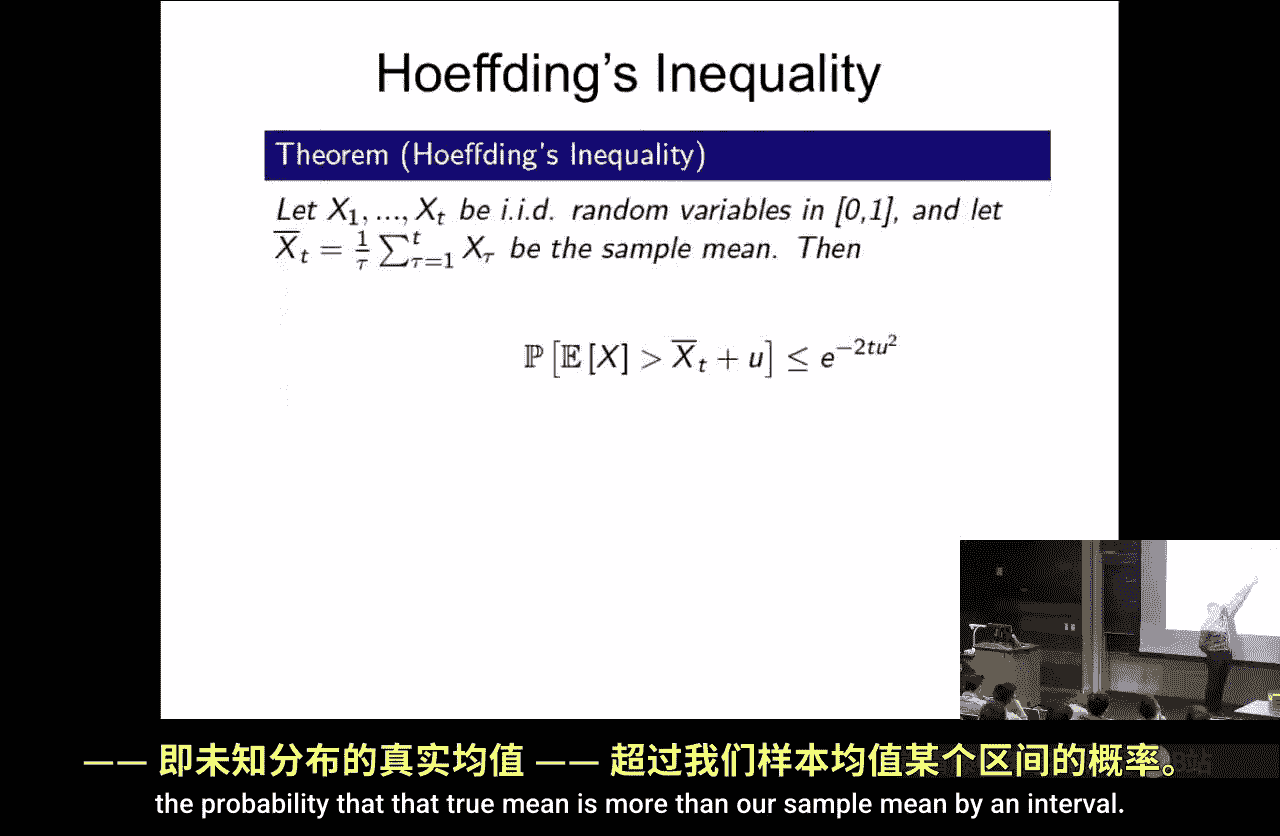 Hoeffding's Inequality
Theorem (Hoeffding's Inequality)
Let X₁, ..., Xₜ be i.i.d. random variables in [0,1], and let
X̅ₜ = 1/τ ∑ᵗ_{τ=1} X_τ be the sample mean. Then
ℙ [𝔼 [X] > X̅ₜ + u] ≤ e^{−2tu²}
—— 即未知分布的真实均值 —— 超过我们样本均值某个区间的概率。
the probability that that true mean is more than our sample mean by an interval.